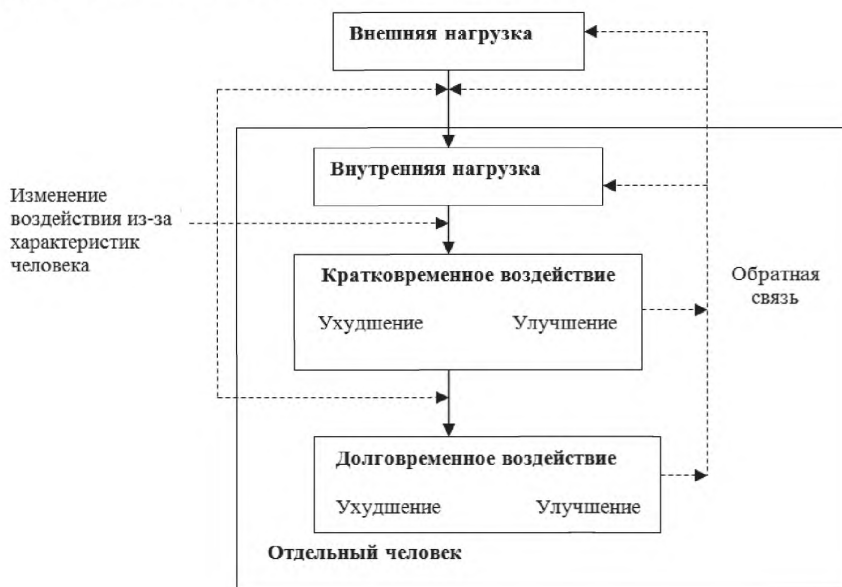 Внешняя нагрузка
Внутренняя нагрузка
Изменение
воздействия из-за
характеристик
человека
Кратковременное воздействие
Ухудшение Улучшение
Обратная
связь
Долговременное воздействие
Ухудшение Улучшение
Отдельный человек